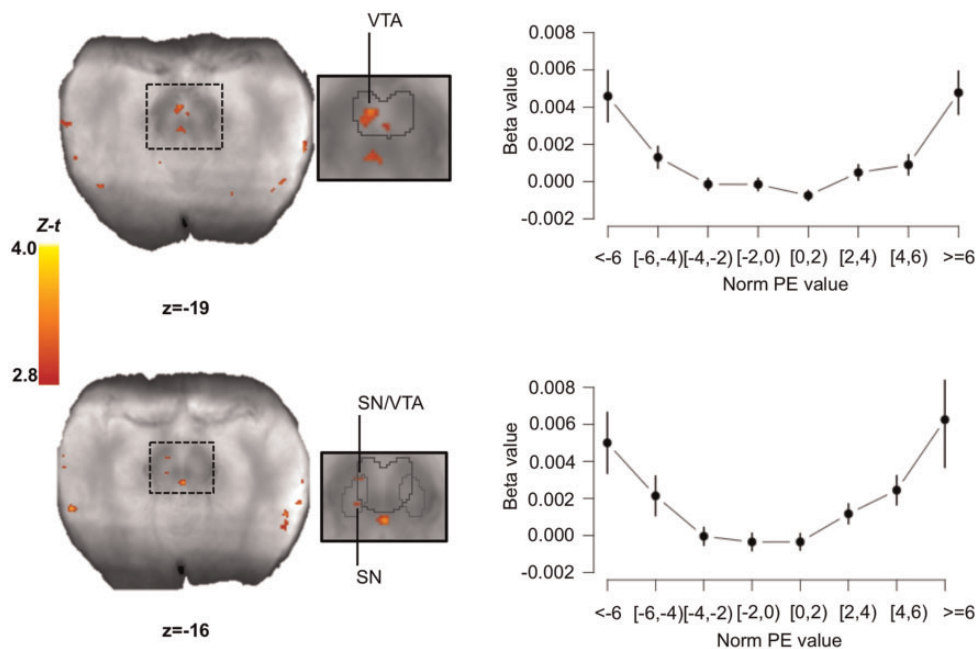 VTA
Z-t
4.0
2.8
z=-19
0.008
0.006
0.004
0.002
0.000
-0.002
Beta value
<-6 [-6,-4) [-4,-2) [-2,0) [0,2) [2,4) [4,6) >=6
Norm PE value
SN/VTA
SN
z=-16
0.008
0.006
0.004
0.002
0.000
-0.002
Beta value
<-6 [-6,-4) [-4,-2) [-2,0) [0,2) [2,4) [4,6) >=6
Norm PE value